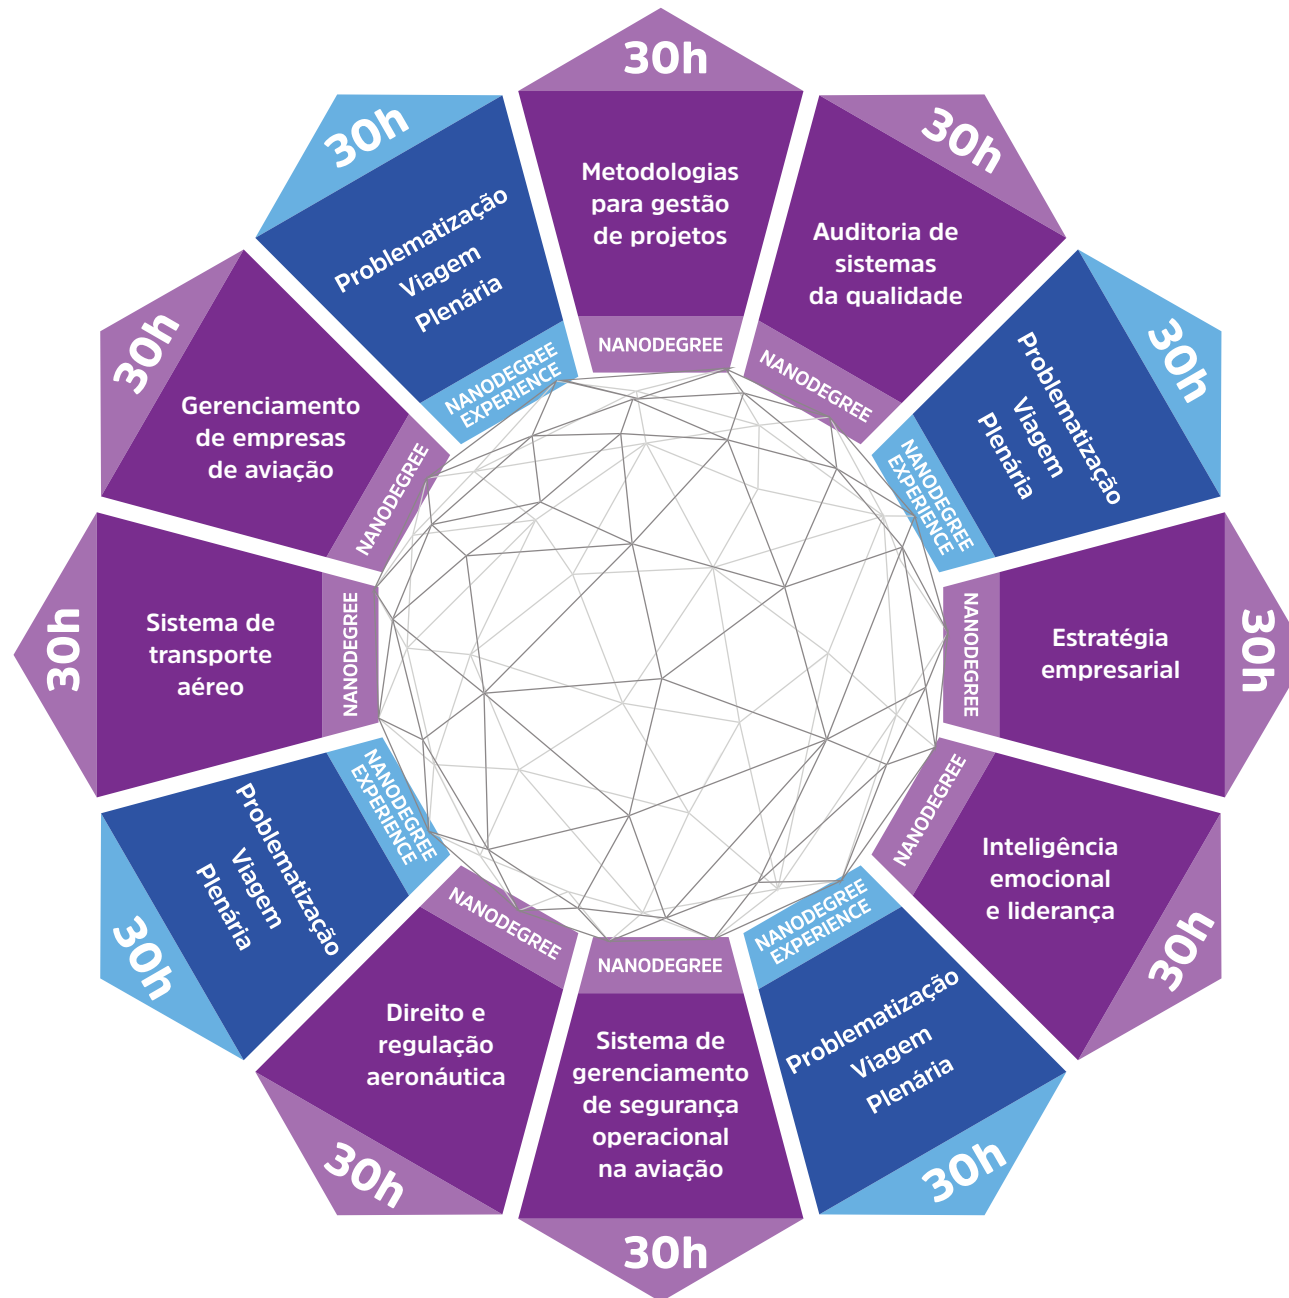 30h
Metodologias
para gestão
de projetos
NANODEGREE
30h
Auditoria de
sistemas
da qualidade
NANODEGREE
30h
Problematização
Viagem
Plenária
NANODEGREE
EXPERIENCE
30h
Estratégia
empresarial
NANODEGREE
30h
Inteligência
emocional
e liderança
NANODEGREE
30h
Problematização
Viagem
Plenária
NANODEGREE
EXPERIENCE
30h
Sistema de
gerenciamento
de segurança
operacional
na aviação
NANODEGREE
30h
Direito e
regulação
aeronáutica
NANODEGREE
30h
Problematização
Viagem
Plenária
NANODEGREE
EXPERIENCE
30h
Sistema de
transporte
aéreo
NANODEGREE
30h
Gerenciamento
de empresas
de aviação
NANODEGREE
30h
Problematização
Viagem
Plenária
NANODEGREE
EXPERIENCE